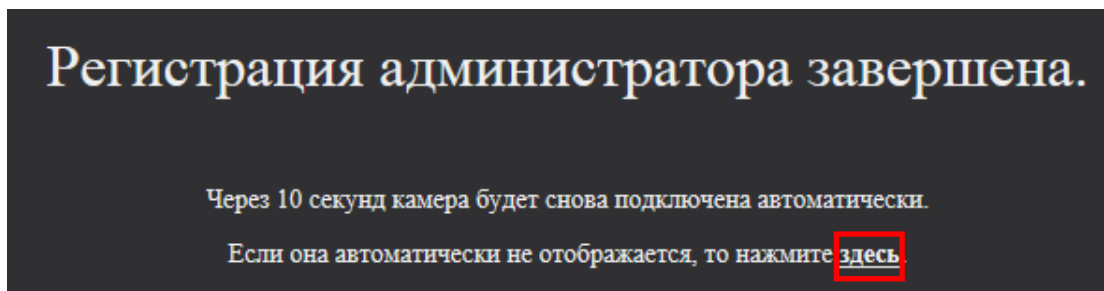 Регистрация администратора завершена.
Через 10 секунд камера будет снова подключена автоматически.
Если она автоматически не отображается, то нажмите здесь.